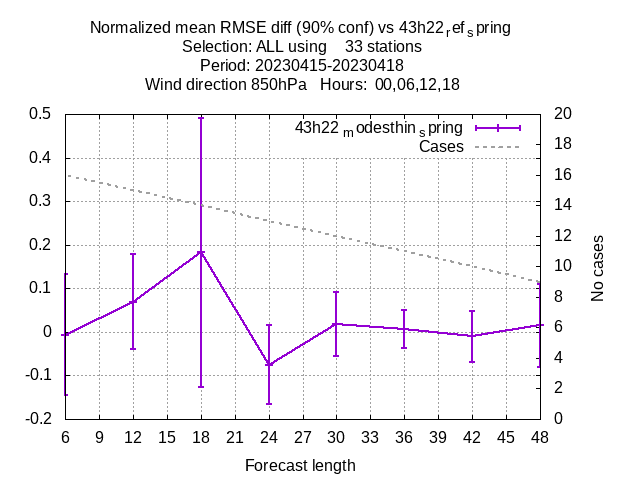 Normalized mean RMSE diff (90% conf) vs 43h22refspring
Selection: ALL using 33 stations
Period: 20230415-20230418
Wind direction 850hPa Hours: 00,06,12,18
43h22modesthinspring
Cases
0.5
0.4
0.3
0.2
0.1
0
-0.1
-0.2
20
18
16
14
12
10
8
6
4
2
0
No cases
6 9 12 15 18 21 24 27 30 33 36 39 42 45 48
Forecast length